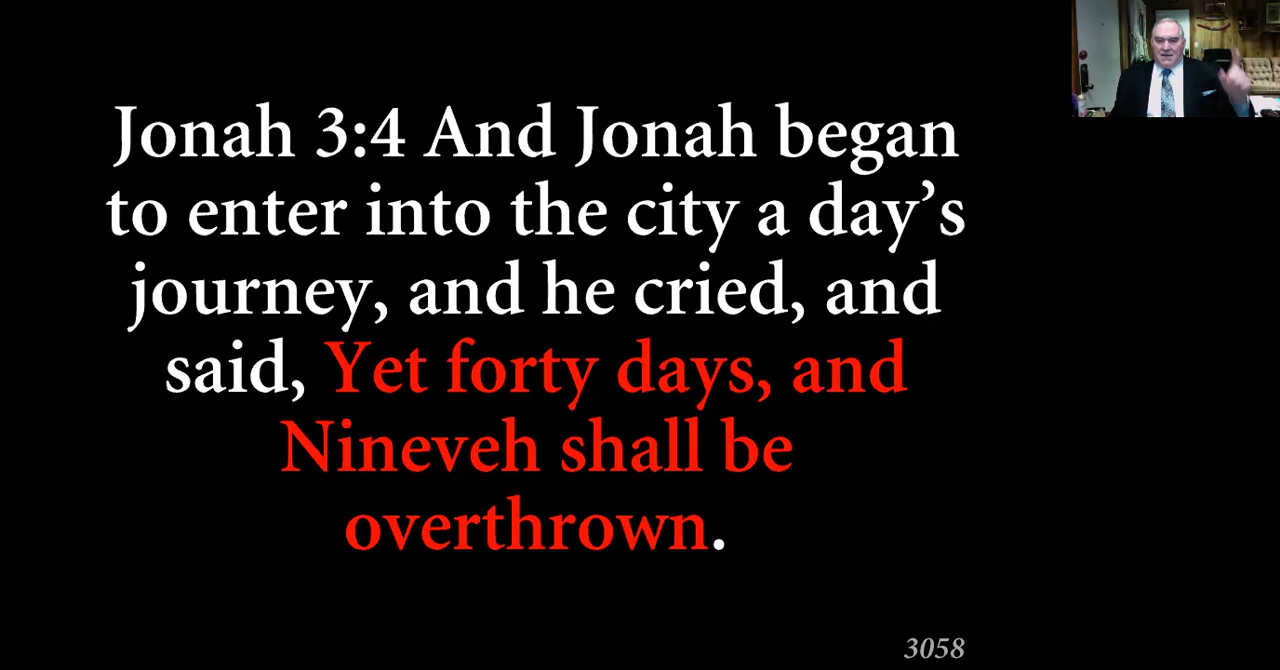 Jonah 3:4 And Jonah began
to enter into the city a day’s
journey, and he cried, and
said, Yet forty days, and
Nineveh shall be
overthrown.
3058